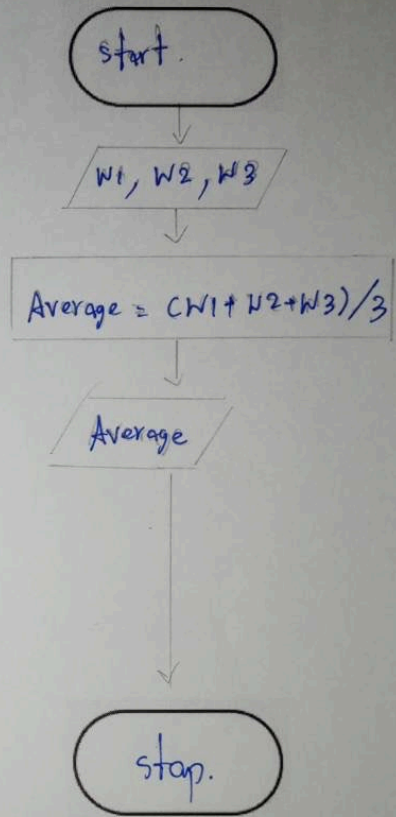 start.
W1, W2, W3
Average = (W1+W2+W3)/3
Average
stop.